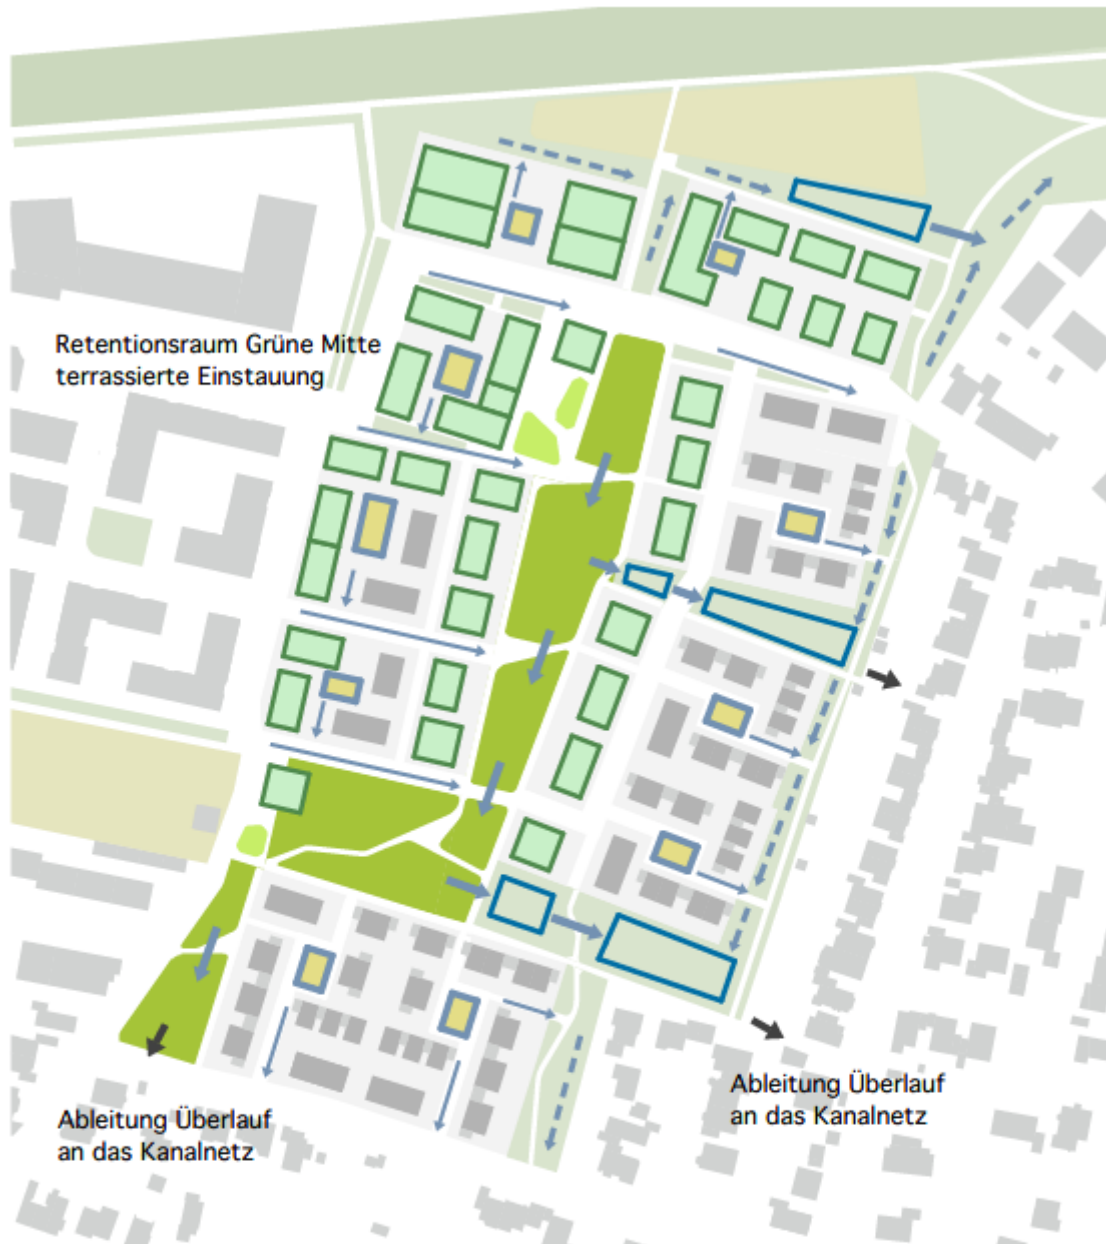 Retentionsraum Grüne Mitte
terrassierte Einstauung
Ableitung Überlauf
an das Kanalnetz
Ableitung Überlauf
an das Kanalnetz